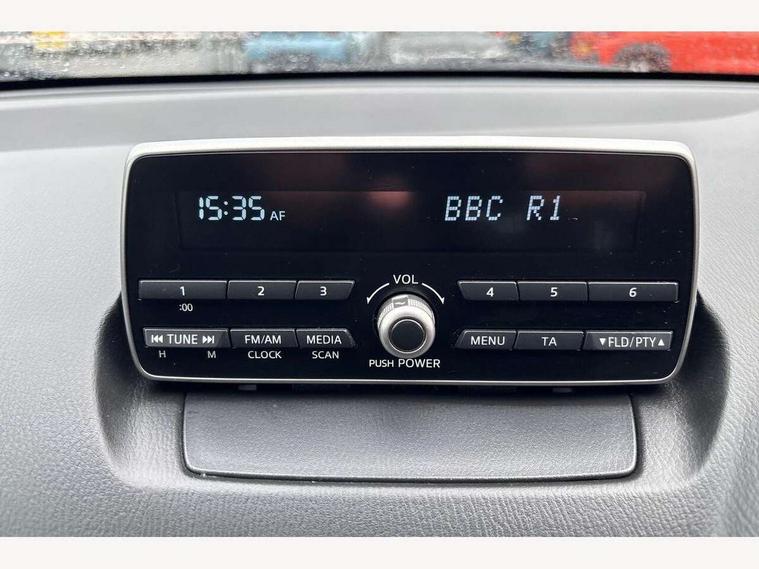 15:35 AF BBC R1
VOL
1 2 3 4 5 6
:00
⏮ TUNE ⏭ FM/AM MEDIA MENU TA ▼FLD/PTY▲
H M CLOCK SCAN PUSH POWER